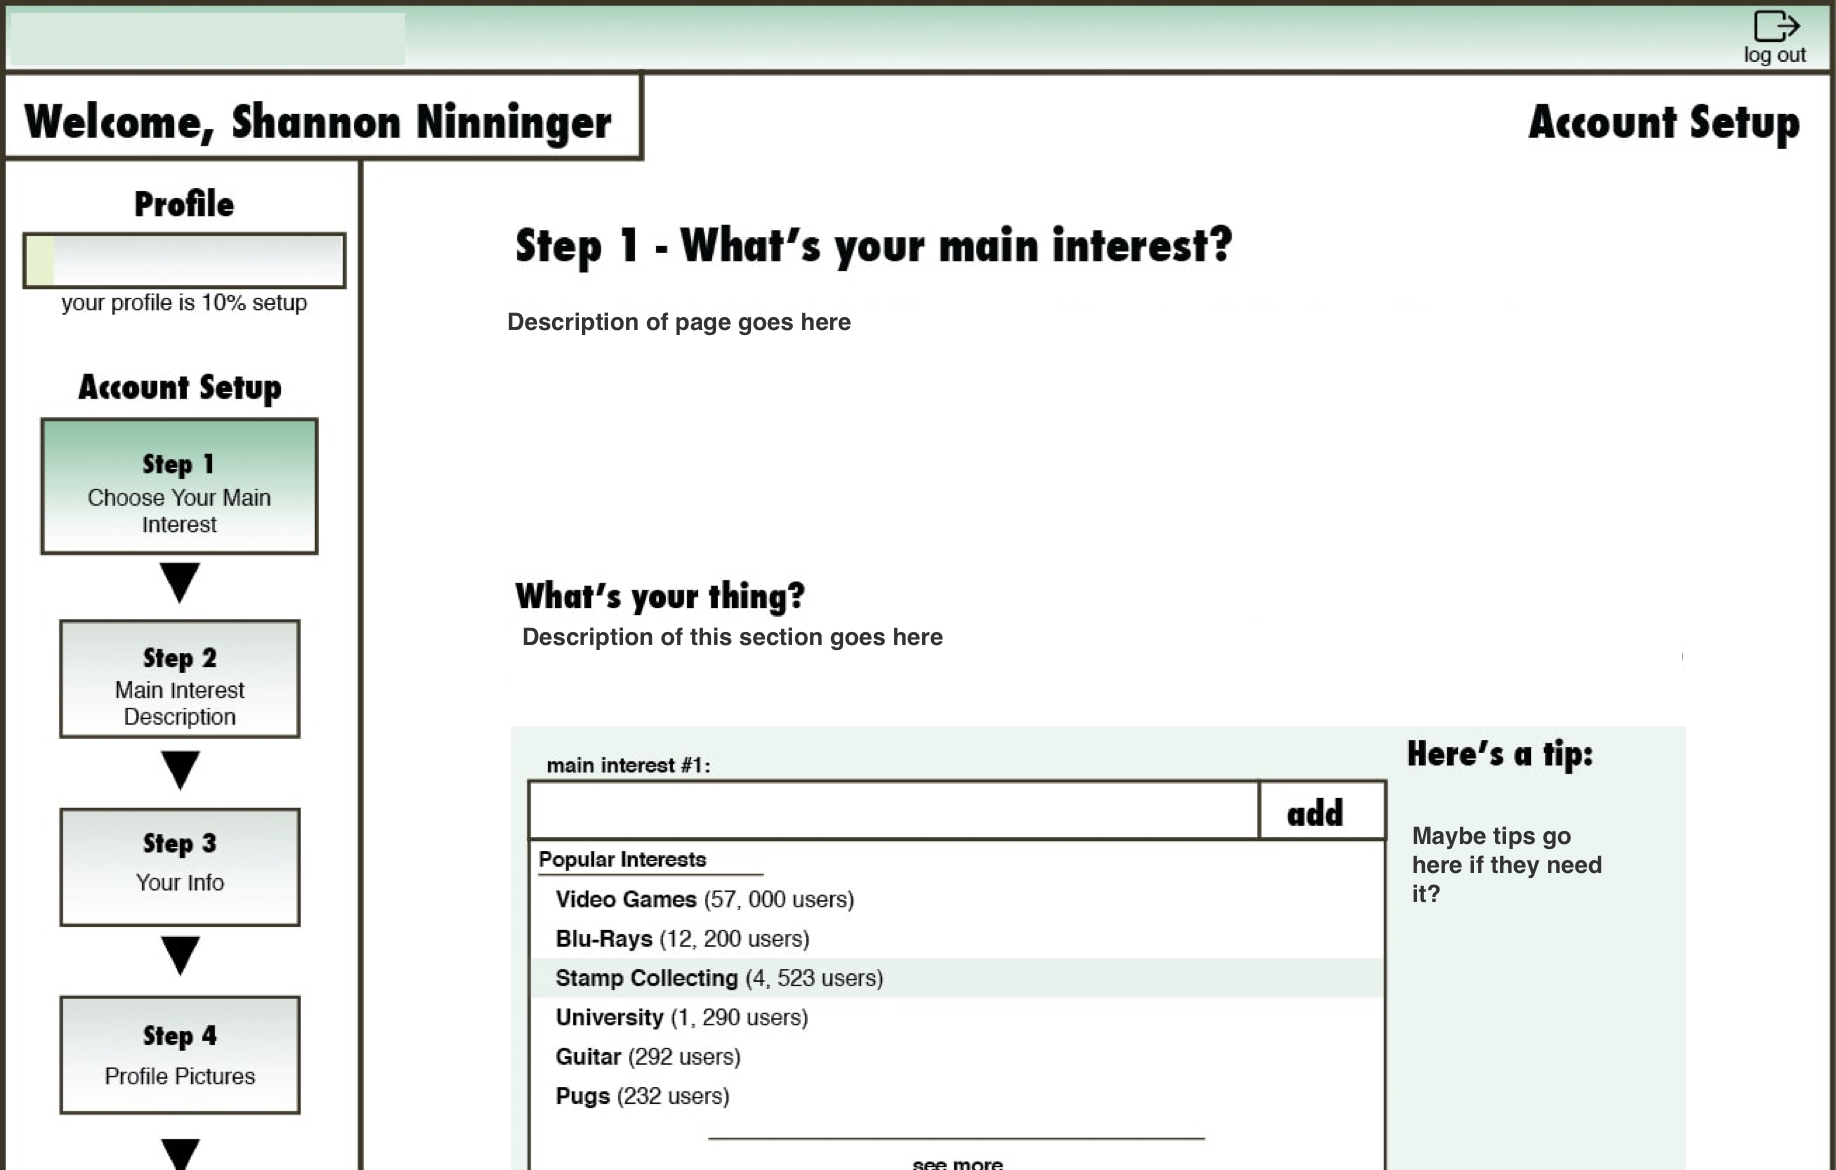 log out
Welcome, Shannon Ninninger
Account Setup
Profile
your profile is 10% setup
Account Setup
Step 1
Choose Your Main
Interest
Step 2
Main Interest
Description
Step 3
Your Info
Step 4
Profile Pictures
Step 1 - What's your main interest?
Description of page goes here
What's your thing?
Description of this section goes here
main interest #1:
add
Popular Interests
Video Games (57, 000 users)
Blu-Rays (12, 200 users)
Stamp Collecting (4, 523 users)
University (1, 290 users)
Guitar (292 users)
Pugs (232 users)
see more
Here's a tip:
Maybe tips go
here if they need
it?